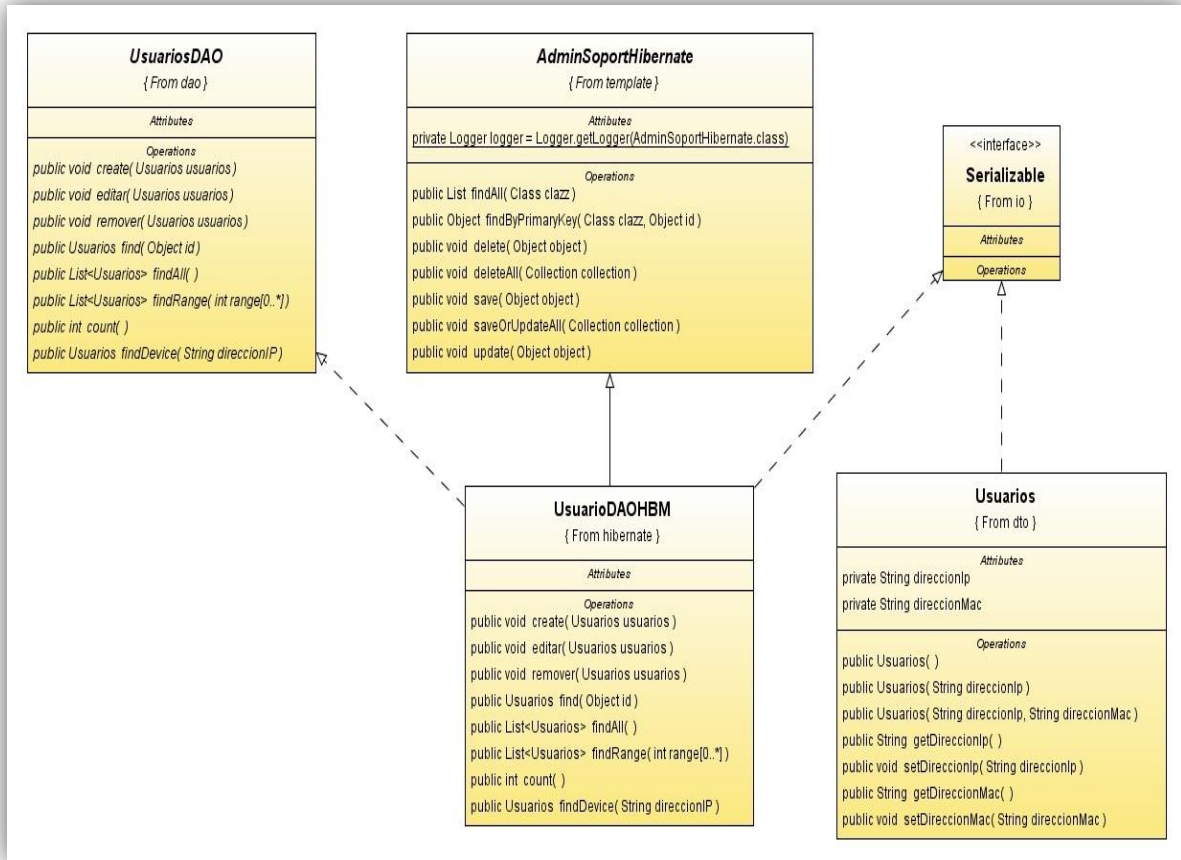 UsuariosDAO
{ From dao }
Attributes
Operations
public void create( Usuarios usuarios )
public void editar( Usuarios usuarios )
public void remover( Usuarios usuarios )
public Usuarios find( Object id )
public List<Usuarios> findAll( )
public List<Usuarios> findRange( int range[0..*] )
public int count( )
public Usuarios findDevice( String direccionIP )
AdminSoportHibernate
{ From template }
Attributes
private Logger logger = Logger.getLogger(AdminSoportHibernate.class)
Operations
public List findAll( Class clazz )
public Object findByPrimaryKey( Class clazz, Object id )
public void delete( Object object )
public void deleteAll( Collection collection )
public void save( Object object )
public void saveOrUpdateAll( Collection collection )
public void update( Object object )
<<interface>>
Serializable
{ From io }
Attributes
Operations
UsuarioDAOHBM
{ From hibernate }
Attributes
Operations
public void create( Usuarios usuarios )
public void editar( Usuarios usuarios )
public void remover( Usuarios usuarios )
public Usuarios find( Object id )
public List<Usuarios> findAll( )
public List<Usuarios> findRange( int range[0..*] )
public int count( )
public Usuarios findDevice( String direccionIP )
Usuarios
{ From dto }
Attributes
private String direccionIp
private String direccionMac
Operations
public Usuarios( )
public Usuarios( String direccionIp )
public Usuarios( String direccionIp, String direccionMac )
public String getDireccionIp( )
public void setDireccionIp( String direccionIp )
public String getDireccionMac( )
public void setDireccionMac( String direccionMac )